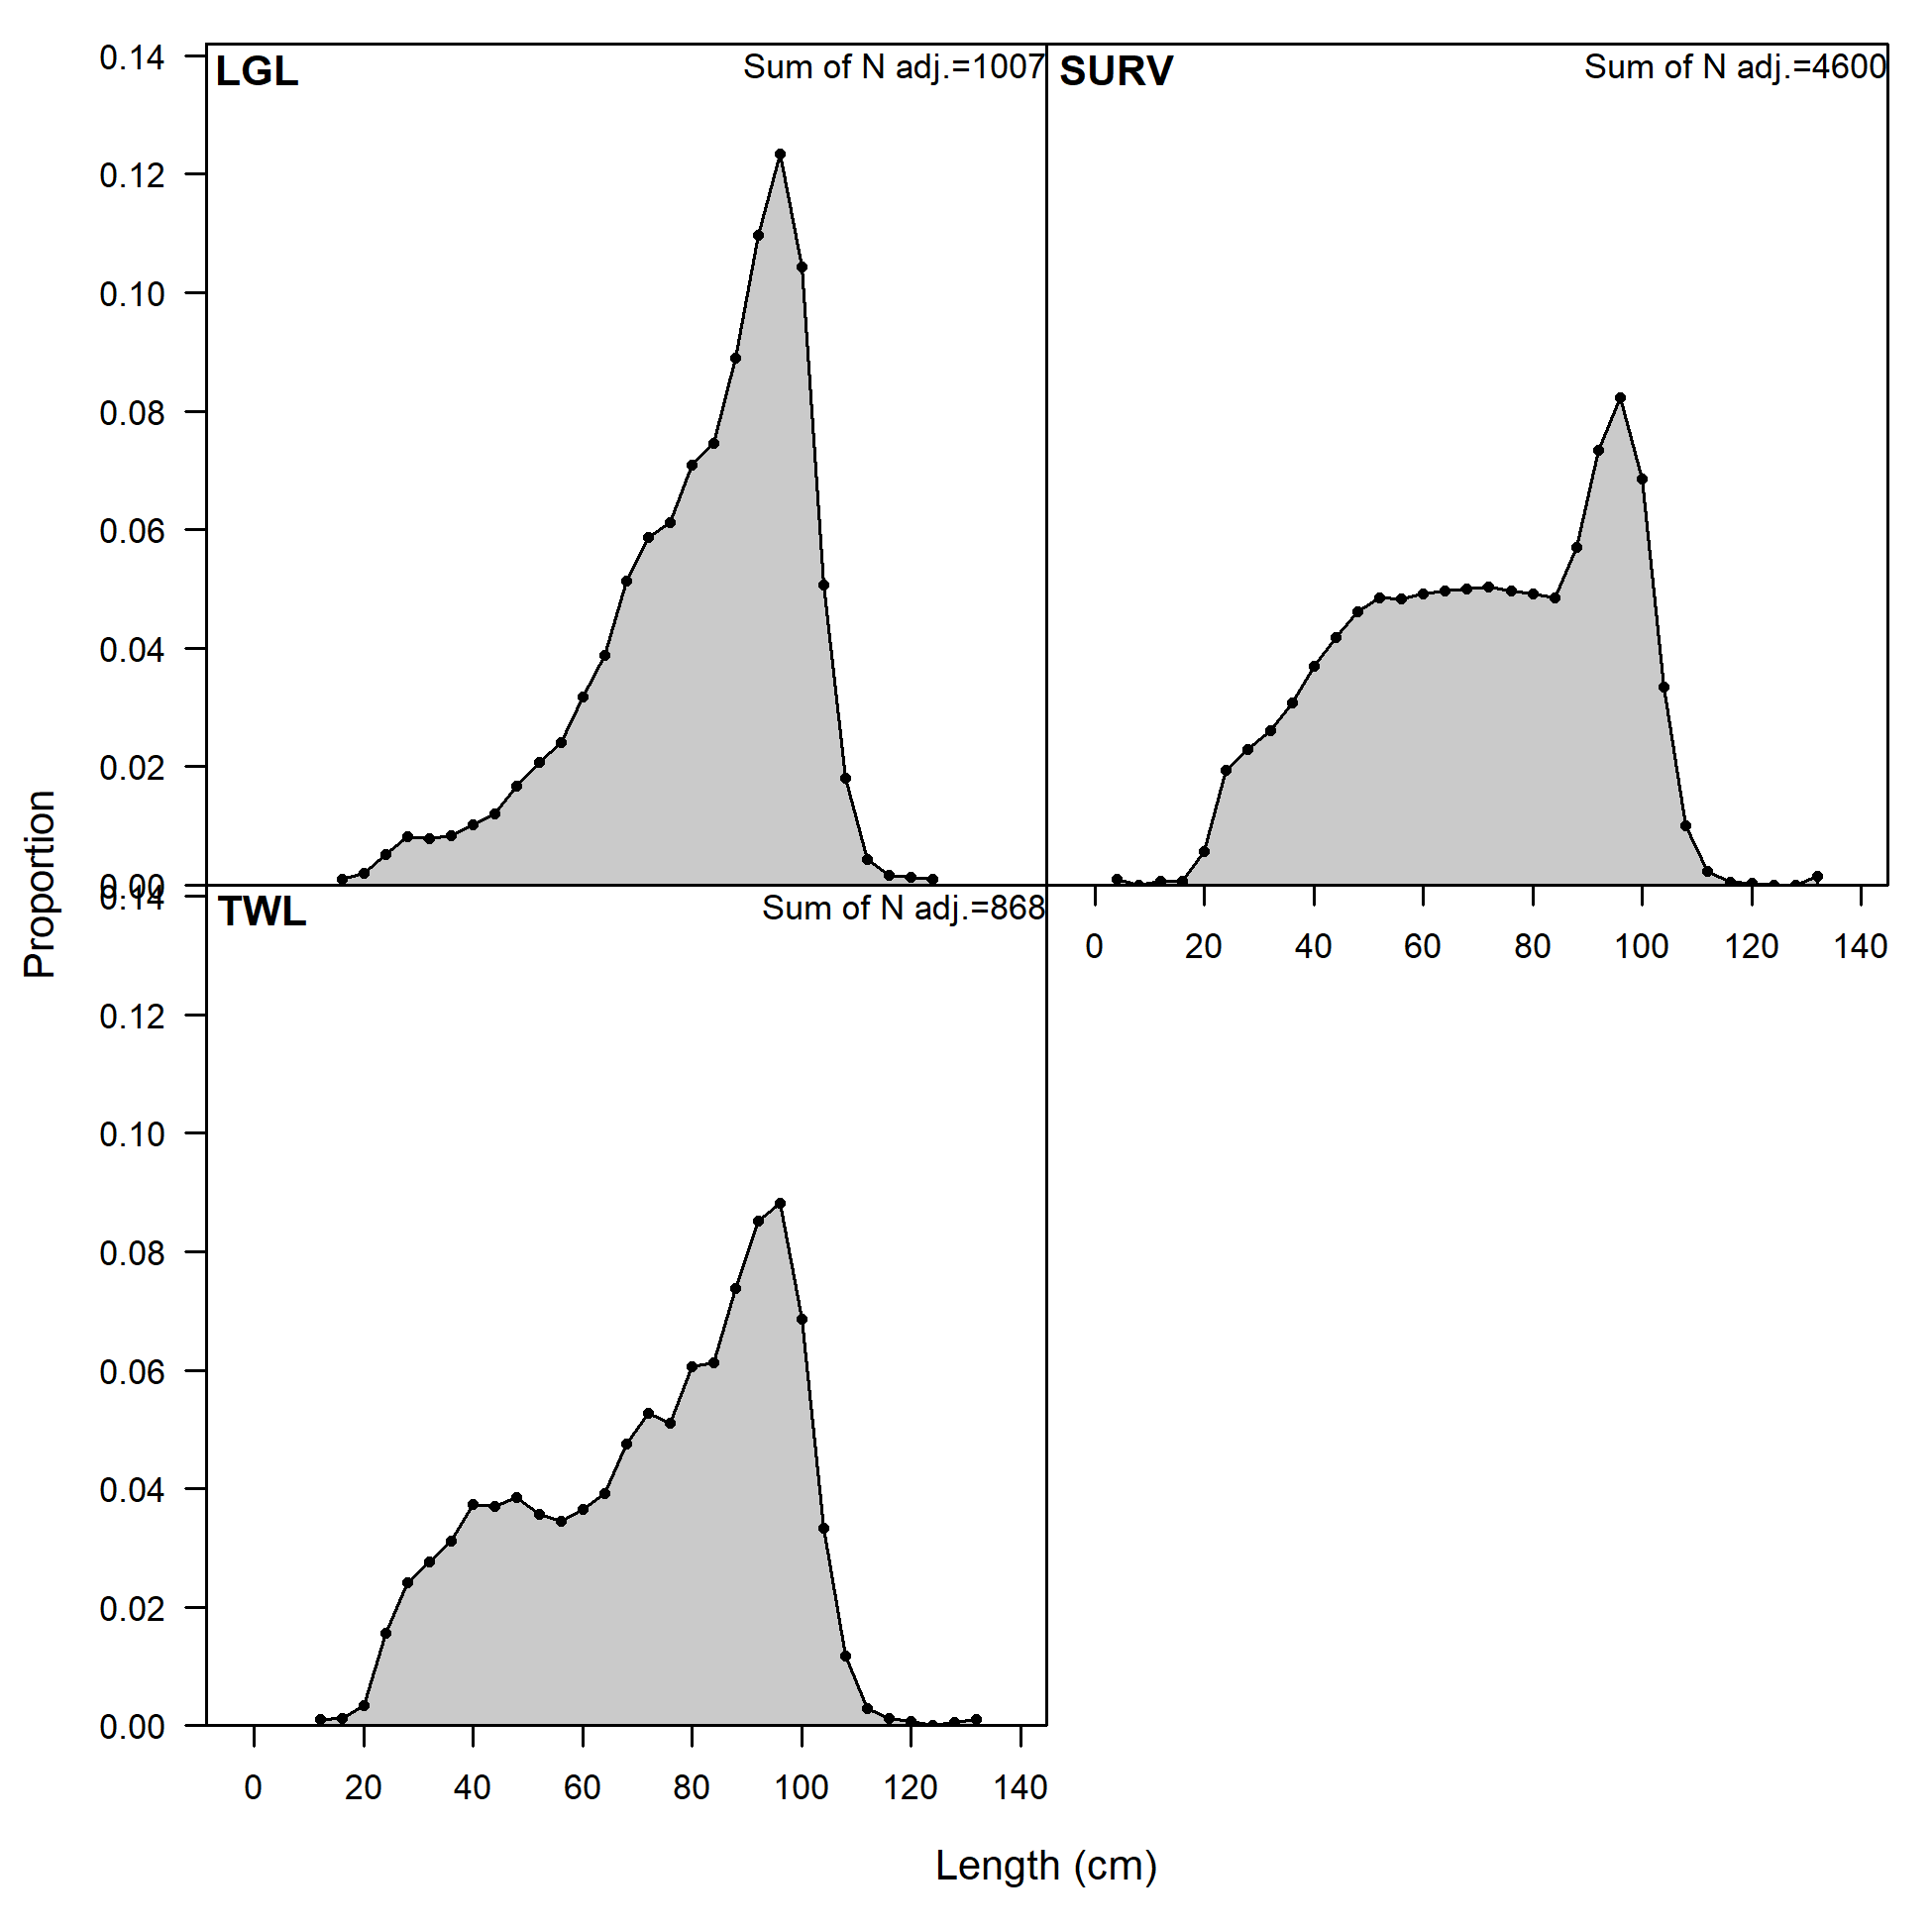 LGL
Sum of N adj.=1007
0.14
0.12
0.10
0.08
0.06
0.04
0.02
0.00
SURV
Sum of N adj.=4600
0 20 40 60 80 100 120 140
TWL
Sum of N adj.=868
0.14
0.12
0.10
0.08
0.06
0.04
0.02
0.00
0 20 40 60 80 100 120 140
Proportion
Length (cm)